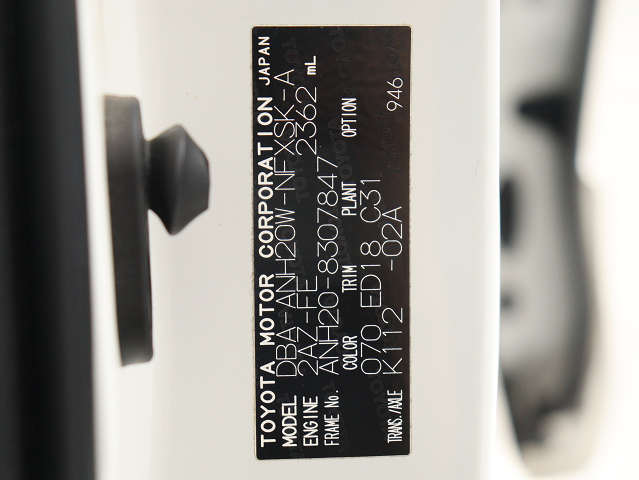 TOYOTA MOTOR CORPORATION JAPAN
MODEL DBA-ANH20W-NFXSK-A
ENGINE 2AZ-FE 2362 mL
FRAME No. ANH20-8307847
COLOR TRIM PLANT OPTION
070 ED18 C31
TRANS./AXLE K112 -02A 946